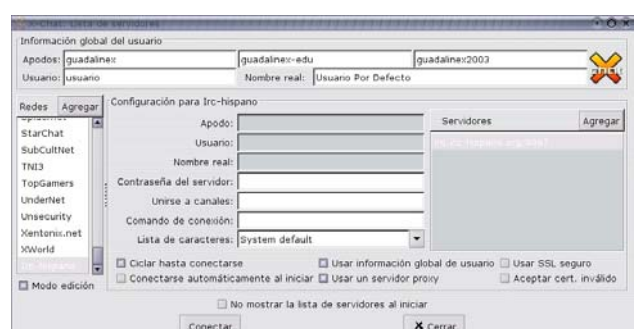 X-Chat: Lista de servidores
Información global del usuario
Apodos: guadalinex guadalinex-edu guadalinex2003
Usuario: usuario Nombre real: Usuario Por Defecto
Redes Agregar
StarChat
SubCultNet
TNI3
TopGamers
UnderNet
Unsecurity
Xentonix.net
XWorld
Irc-hispano
Modo edición
Configuración para Irc-hispano
Apodo:
Usuario:
Nombre real:
Contraseña del servidor:
Unirse a canales:
Comando de conexión:
Lista de caracteres: System default
Servidores Agregar
Ciclar hasta conectarse Usar información global de usuario Usar SSL seguro
Conectarse automáticamente al iniciar Usar un servidor proxy Aceptar cert. inválido
No mostrar la lista de servidores al iniciar
Conectar X Cerrar